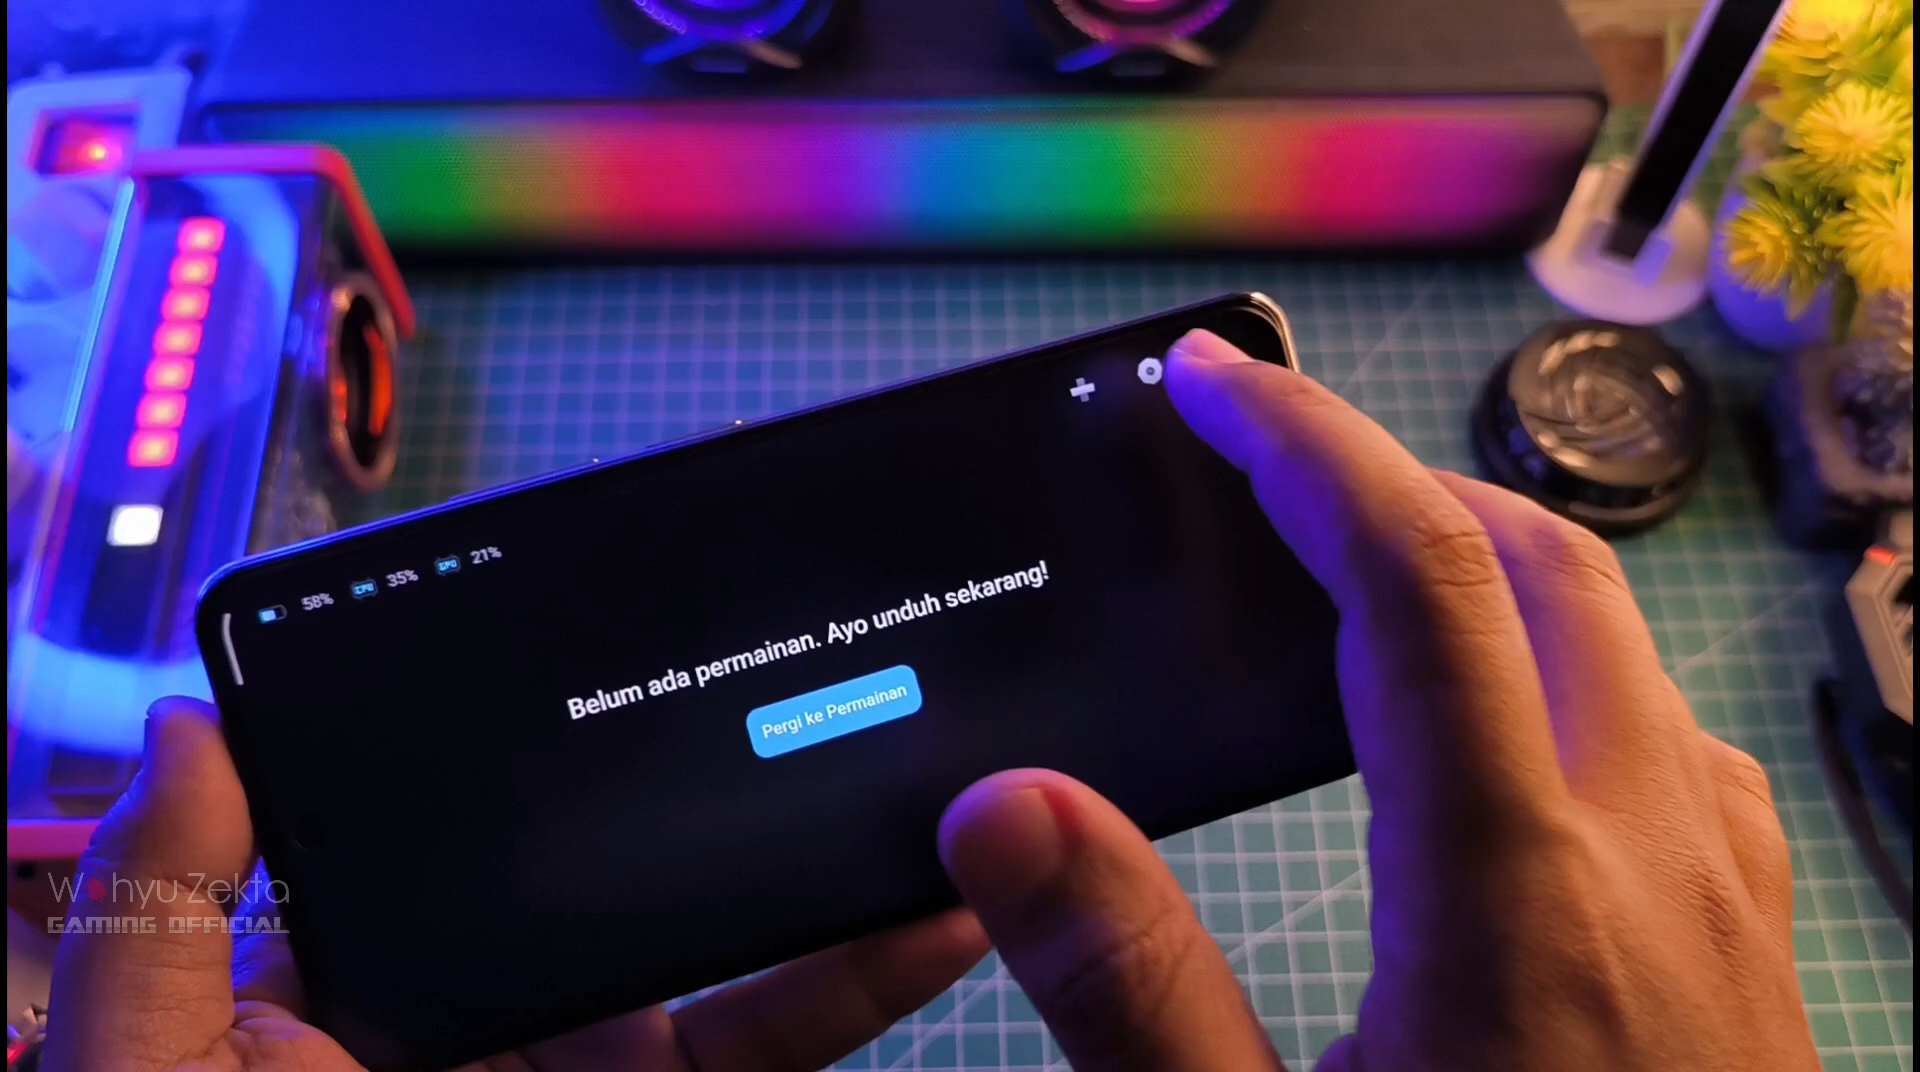 58% CPU 35% GPU 21%
Belum ada permainan. Ayo unduh sekarang!
Pergi ke Permainan
Wahyu Zekta
GAMING OFFICIAL